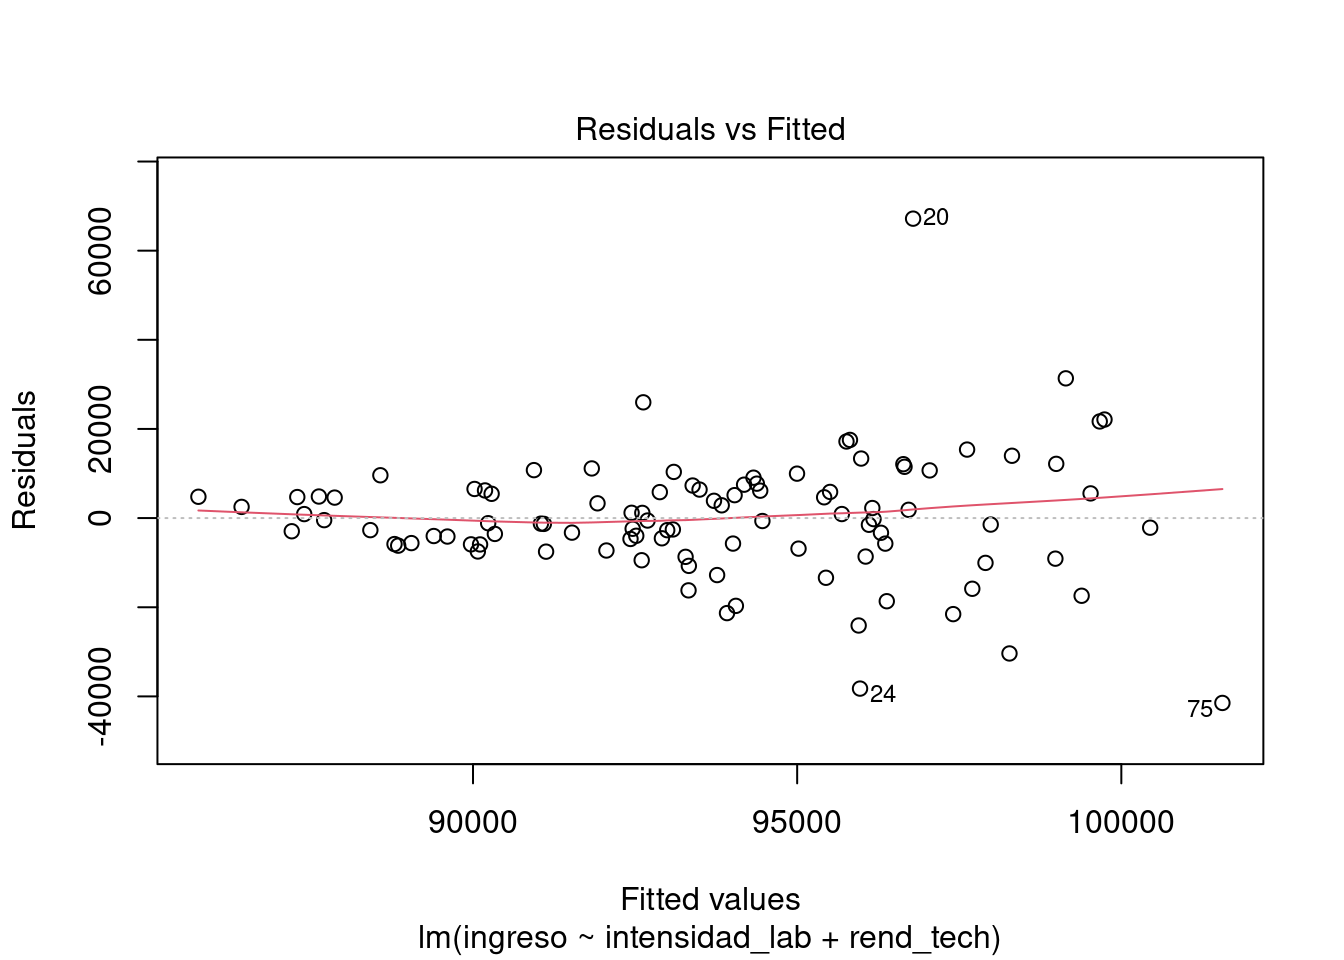 Residuals vs Fitted
Residuals
60000
20000
0
-40000
20
24
75
90000 95000 100000
Fitted values
lm(ingreso ~ intensidad_lab + rend_tech)